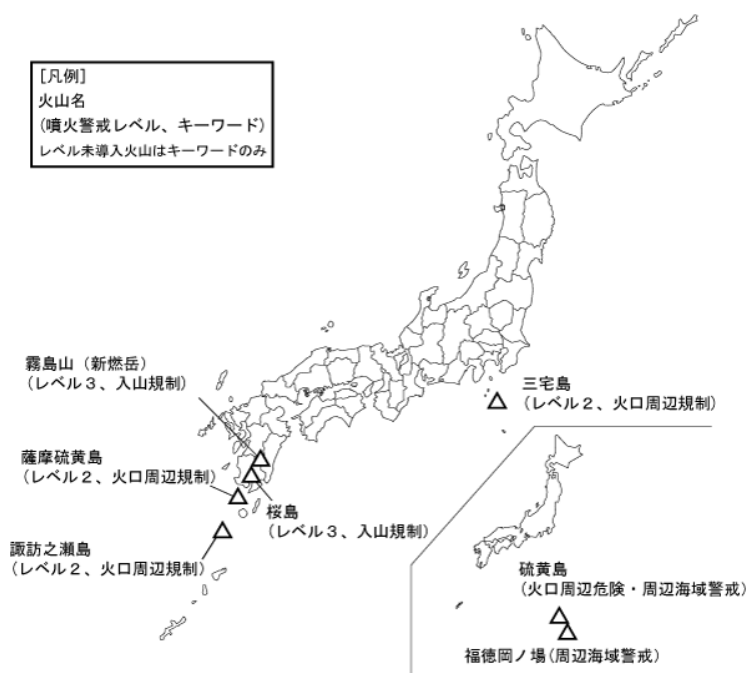 [凡例]
火山名
(噴火警戒レベル、キーワード)
レベル未導入火山はキーワードのみ
霧島山（新燃岳）
(レベル３、入山規制)
三宅島
(レベル２、火口周辺規制)
薩摩硫黄島
(レベル２、火口周辺規制)
桜島
(レベル３、入山規制)
諏訪之瀬島
(レベル２、火口周辺規制)
硫黄島
(火口周辺危険・周辺海域警戒)
福徳岡ノ場(周辺海域警戒)